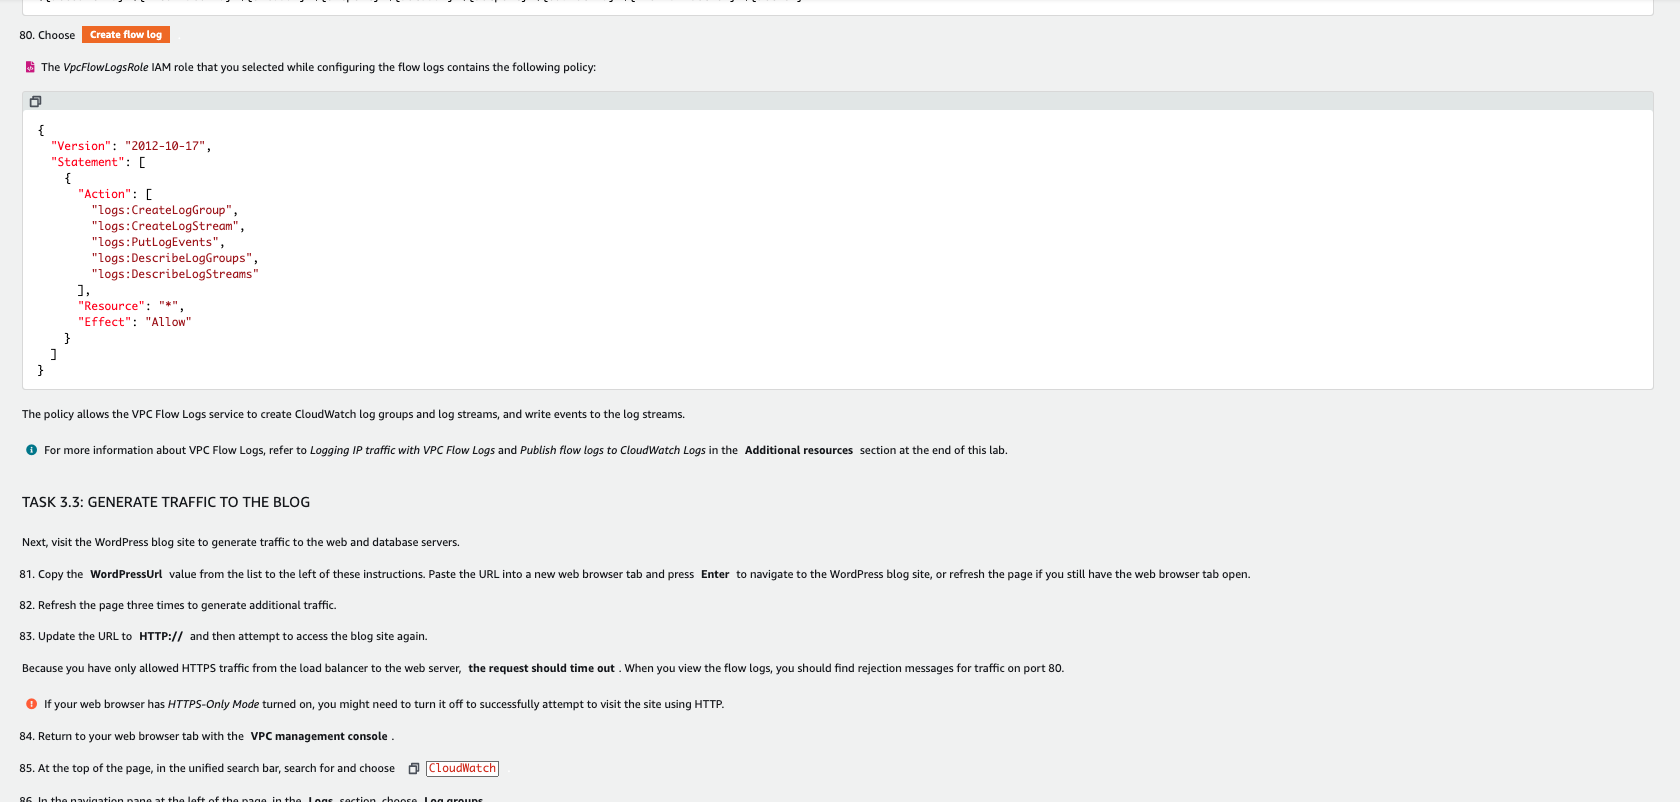 80. Choose Create flow log
The VpcFlowLogsRole IAM role that you selected while configuring the flow logs contains the following policy:
{
"Version": "2012-10-17",
"Statement": [
{
"Action": [
"logs:CreateLogGroup",
"logs:CreateLogStream",
"logs:PutLogEvents",
"logs:DescribeLogGroups",
"logs:DescribeLogStreams"
],
"Resource": "*",
"Effect": "Allow"
}
]
}
The policy allows the VPC Flow Logs service to create CloudWatch log groups and log streams, and write events to the log streams.
For more information about VPC Flow Logs, refer to Logging IP traffic with VPC Flow Logs and Publish flow logs to CloudWatch Logs in the Additional resources section at the end of this lab.
TASK 3.3: GENERATE TRAFFIC TO THE BLOG
Next, visit the WordPress blog site to generate traffic to the web and database servers.
81. Copy the WordPressUrl value from the list to the left of these instructions. Paste the URL into a new web browser tab and press Enter to navigate to the WordPress blog site, or refresh the page if you still have the web browser tab open.
82. Refresh the page three times to generate additional traffic.
83. Update the URL to HTTP:// and then attempt to access the blog site again.
Because you have only allowed HTTPS traffic from the load balancer to the web server, the request should time out . When you view the flow logs, you should find rejection messages for traffic on port 80.
If your web browser has HTTPS-Only Mode turned on, you might need to turn it off to successfully attempt to visit the site using HTTP.
84. Return to your web browser tab with the VPC management console .
85. At the top of the page, in the unified search bar, search for and choose CloudWatch
86. In the navigation pane at the left of the page, in the Logs section, choose Log groups